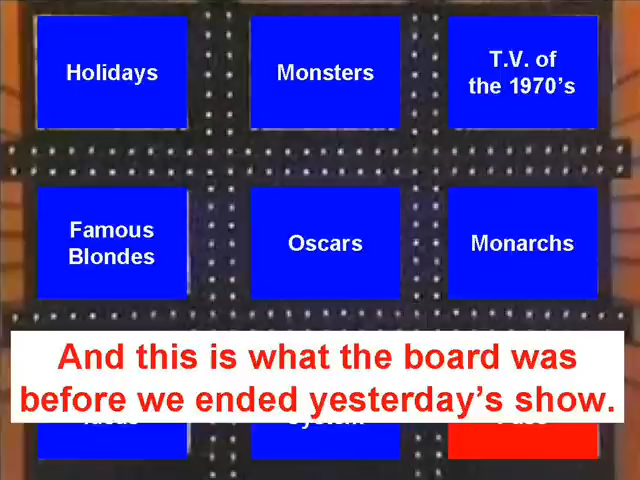 Holidays
Monsters
T.V. of
the 1970's
Famous
Blondes
Oscars
Monarchs
And this is what the board was
before we ended yesterday's show.
System